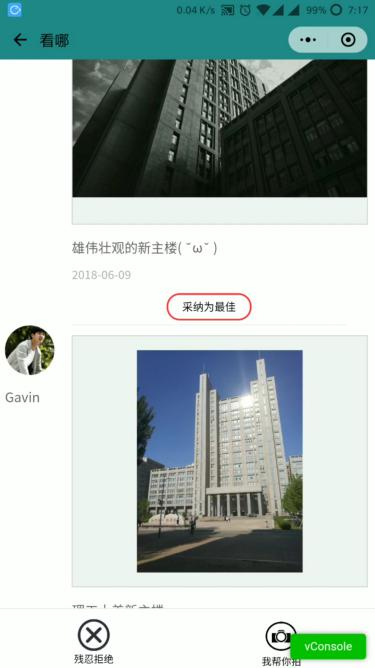 0.04 K/s 99% 7:17
看哪
雄伟壮观的新主楼( ˘ω˘ )
2018-06-09
采纳为最佳
Gavin
残忍拒绝
我帮你拍
vConsole